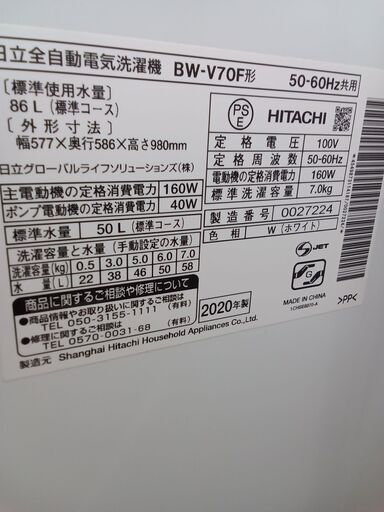 日立全自動電気洗濯機 BW-V70F形 50-60Hz共用
[標準使用水量]
86 L (標準コース)
[外形寸法]
幅577×奥行586×高さ980mm
日立グローバルライフソリューションズ(株)
主電動機の定格消費電力 160W
ポンプ電動機の定格消費電力 40W
標準水量 50 L (標準コース)
洗濯容量と水量 (手動設定の水量)
洗濯容量(kg) 0.5 3.0 5.0 6.0 7.0
水量(L) 22 38 46 50 58
PS
E
HITACHI
定格電圧 100V
定格周波数 50-60Hz
電動機の定格消費電力 160W
標準洗濯容量 7.0kg
製造番号 0027224
色相 W (ホワイト)
S-JET
G
商品に関するご相談や修理について
●商品情報やお取り扱いに関するご相談
TEL 050-3155-1111 (有料)
●修理に関するご相談
TEL 0570-0031-68 (有料)
2020年製
MADE IN CHINA
>PP<
製造元 Shanghai Hitachi Household Appliances Co., Ltd.